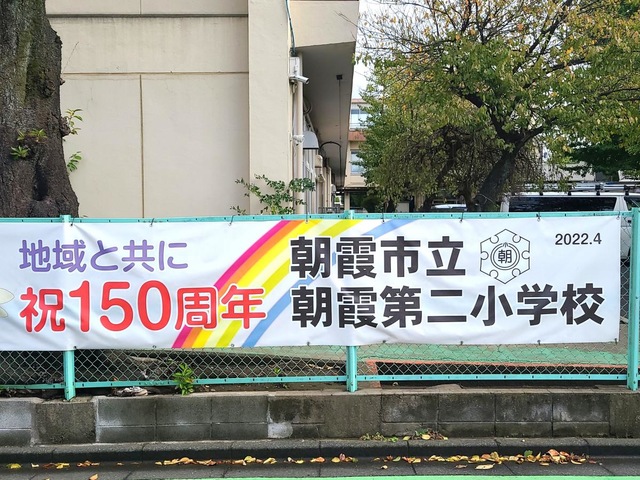 地域と共に
祝150周年
朝霞市立
朝霞第二小学校
朝
2022.4